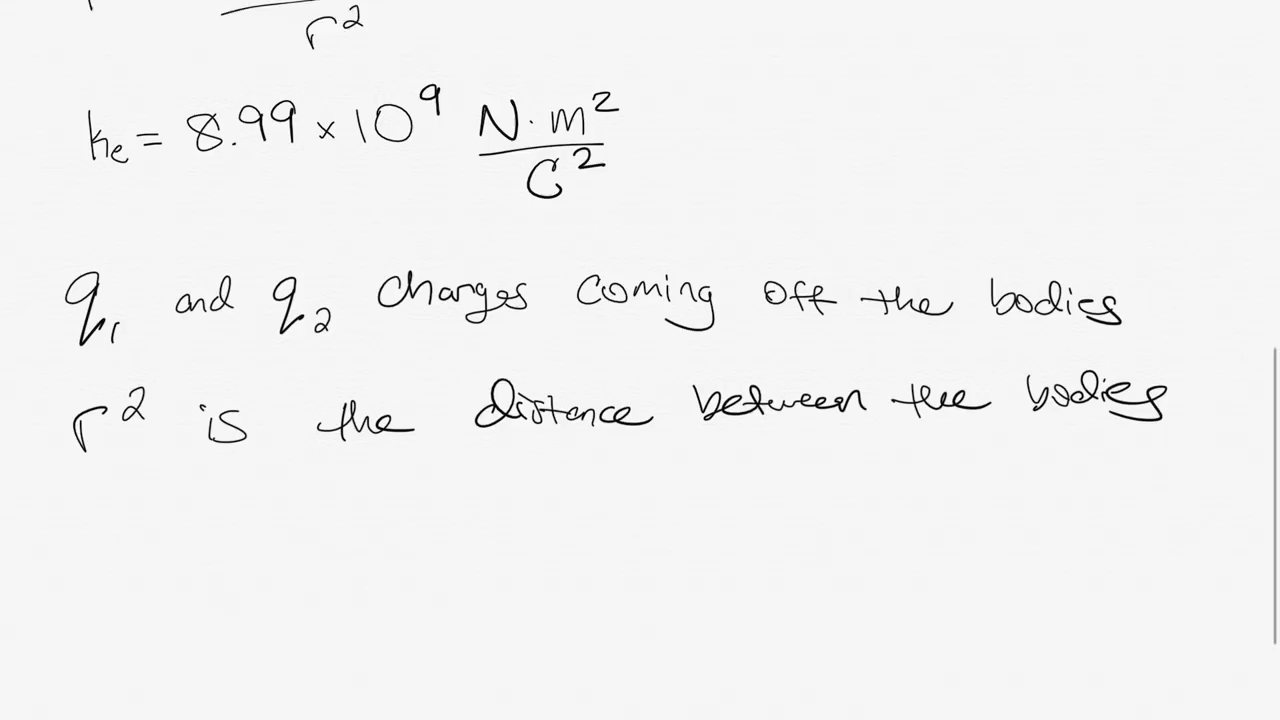 r²
kₑ = 8.99 × 10⁹ N·m² / C²
q₁ and q₂ charges coming off the bodies
r² is the distance between the bodies